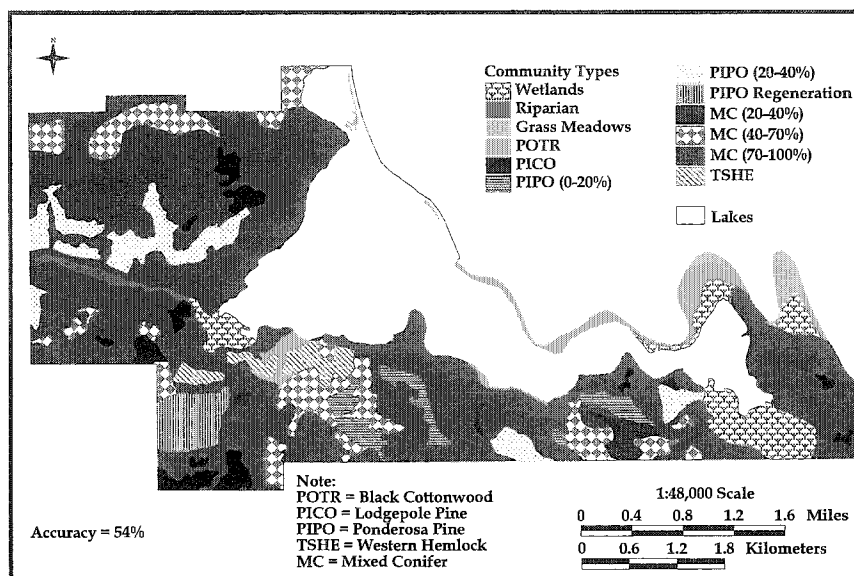 N
Community Types
Wetlands
Riparian
Grass Meadows
POTR
PICO
PIPO (0-20%)
PIPO (20-40%)
PIPO Regeneration
MC (20-40%)
MC (40-70%)
MC (70-100%)
TSHE
Lakes
Note:
POTR = Black Cottonwood
PICO = Lodgepole Pine
PIPO = Ponderosa Pine
TSHE = Western Hemlock
MC = Mixed Conifer
Accuracy = 54%
1:48,000 Scale
0 0.4 0.8 1.2 1.6 Miles
0 0.6 1.2 1.8 Kilometers